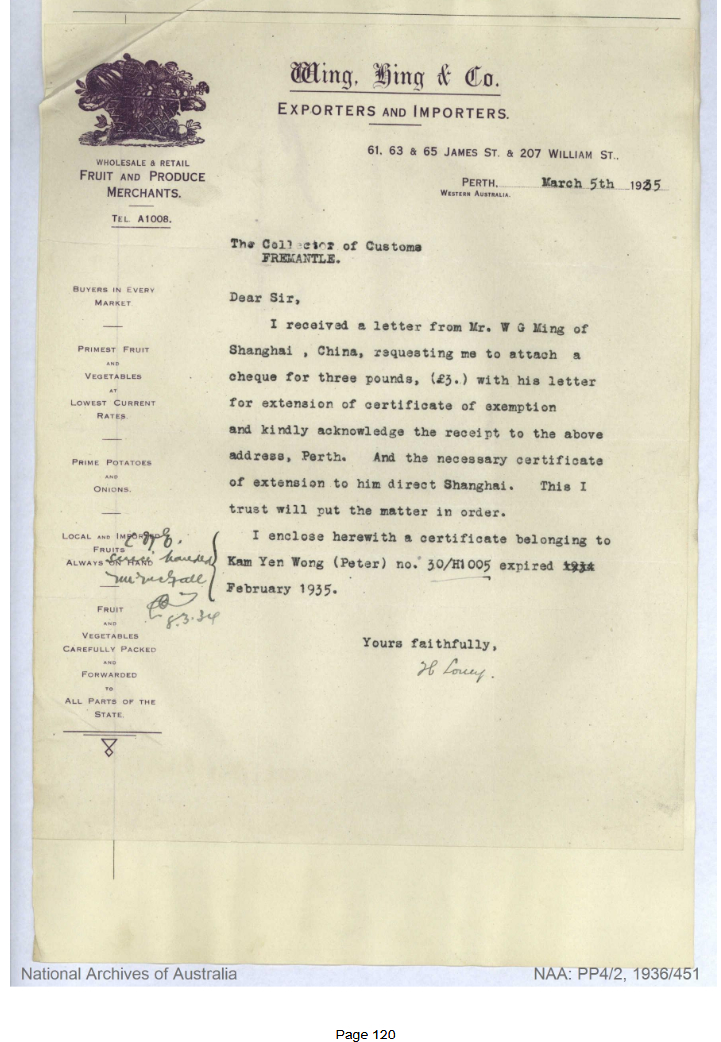 Wing, Hing & Co.
EXPORTERS AND IMPORTERS.
61, 63 & 65 JAMES ST. & 207 WILLIAM ST.,
PERTH, March 5th 1935
WESTERN AUSTRALIA.
WHOLESALE & RETAIL
FRUIT AND PRODUCE
MERCHANTS.
TEL A1008.
The Collector of Customs
FREMANTLE.
Dear Sir,
I received a letter from Mr. W G Ming of
Shanghai , China, requesting me to attach a
cheque for three pounds, (£3.) with his letter
for extension of certificate of exemption
and kindly acknowledge the receipt to the above
address, Perth. And the necessary certificate
of extension to him direct Shanghai. This I
trust will put the matter in order.
I enclose herewith a certificate belonging to
Kam Yen Wong (Peter) no. 30/H1005 expired 1934
February 1935.
Yours faithfully,
BUYERS IN EVERY
MARKET
PRIMEST FRUIT
AND
VEGETABLES
AT
LOWEST CURRENT
RATES.
PRIME POTATOES
AND
ONIONS.
LOCAL AND IMPORTED
FRUITS
ALWAYS ON HAND
handed
8.3.34
FRUIT
AND
VEGETABLES
CAREFULLY PACKED
AND
FORWARDED
TO
ALL PARTS OF THE
STATE.
National Archives of Australia
NAA: PP4/2, 1936/451
Page 120